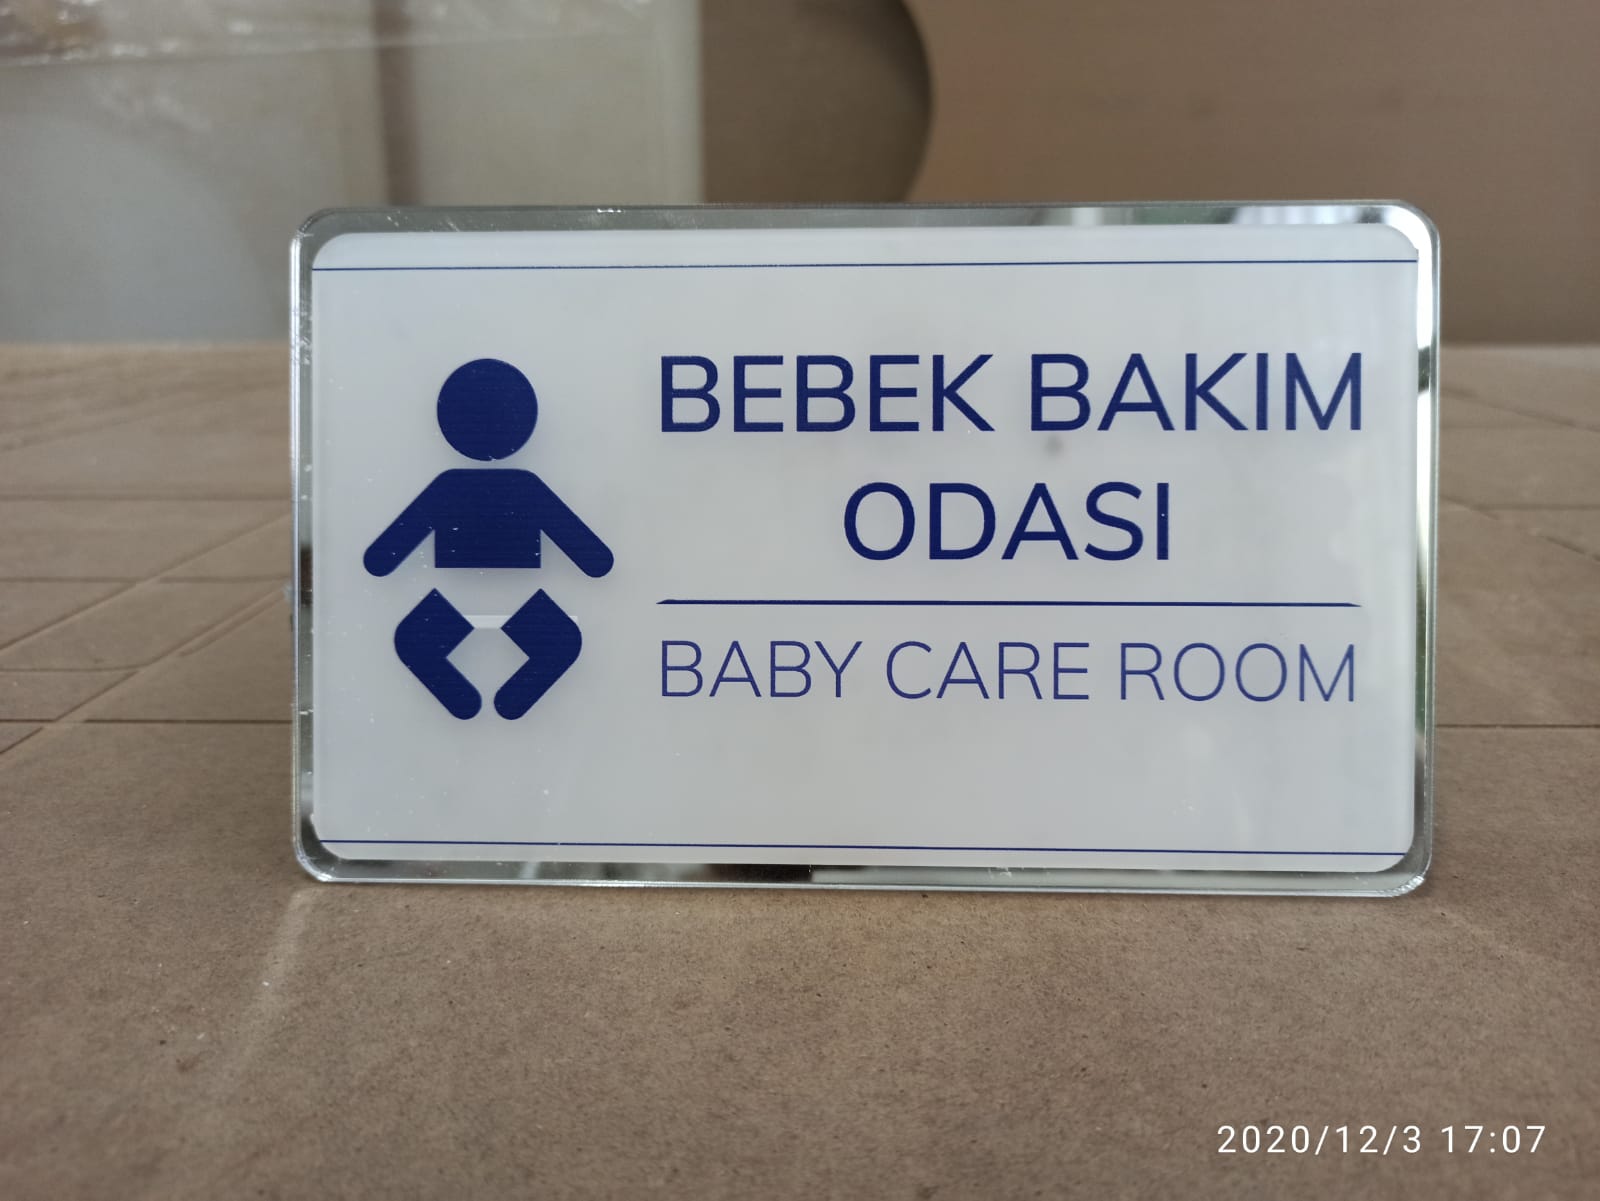 BEBEK BAKIM
ODASI
BABY CARE ROOM
2020/12/3 17:07